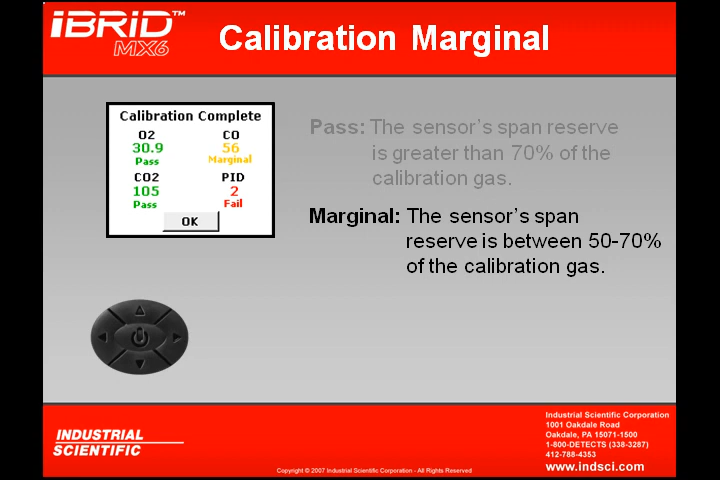 iBRiD™
MX6
Calibration Marginal
Calibration Complete
O2 CO
30.9 56
Pass Marginal
CO2 PID
105 2
Pass Fail
OK
Pass: The sensor's span reserve
is greater than 70% of the
calibration gas.
Marginal: The sensor's span
reserve is between 50-70%
of the calibration gas.
INDUSTRIAL
SCIENTIFIC
Industrial Scientific Corporation
1001 Oakdale Road
Oakdale, PA 15071-1500
1-800-DETECTS (338-3287)
412-788-4353
www.indsci.com
Copyright © 2007 Industrial Scientific Corporation - All Rights Reserved